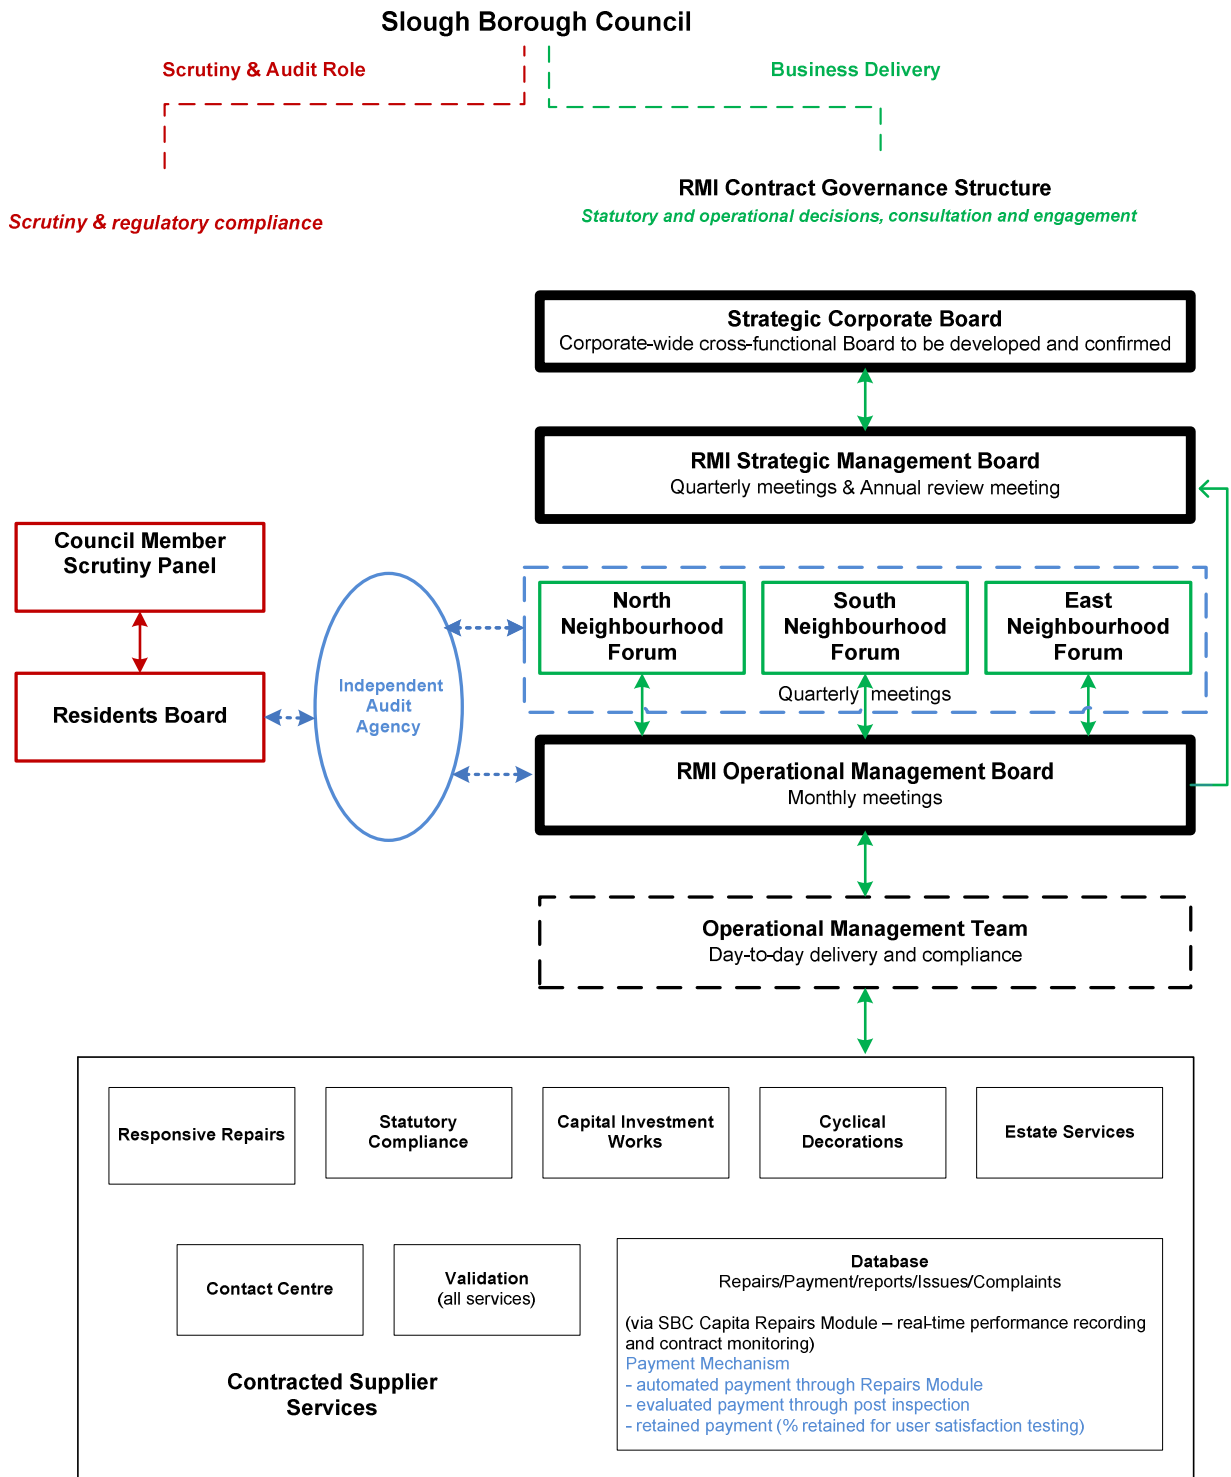 Slough Borough Council
Scrutiny & Audit Role
Business Delivery
RMI Contract Governance Structure
Scrutiny & regulatory compliance
Statutory and operational decisions, consultation and engagement
Strategic Corporate Board
Corporate-wide cross-functional Board to be developed and confirmed
RMI Strategic Management Board
Quarterly meetings & Annual review meeting
Council Member
Scrutiny Panel
Residents Board
Independent
Audit
Agency
North
Neighbourhood
Forum
South
Neighbourhood
Forum
East
Neighbourhood
Forum
Quarterly meetings
RMI Operational Management Board
Monthly meetings
Operational Management Team
Day-to-day delivery and compliance
Responsive Repairs
Statutory
Compliance
Capital Investment
Works
Cyclical
Decorations
Estate Services
Contact Centre
Validation
(all services)
Database
Repairs/Payment/reports/Issues/Complaints
(via SBC Capita Repairs Module – real-time performance recording
and contract monitoring)
Payment Mechanism
- automated payment through Repairs Module
- evaluated payment through post inspection
- retained payment (% retained for user satisfaction testing)
Contracted Supplier
Services